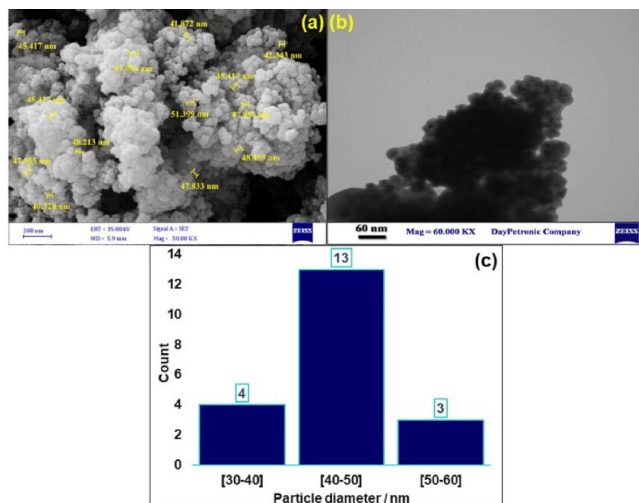 (a)
41.872 nm
45.417 nm
42.343 nm
45.417 nm
51.399 nm
48.213 nm
48.459 nm
47.833 nm
200 nm
EHT = 15.00 kV
Signal A = SE2
WD = 5.9 mm
Mag = 50.00 KX
ZEISS
(b)
60 nm
Mag = 60.000 KX
DayPetronic Company
ZEISS
(c)
14
12
10
8
6
4
2
0
Count
4
13
3
[30-40]
[40-50]
[50-60]
Particle diameter / nm